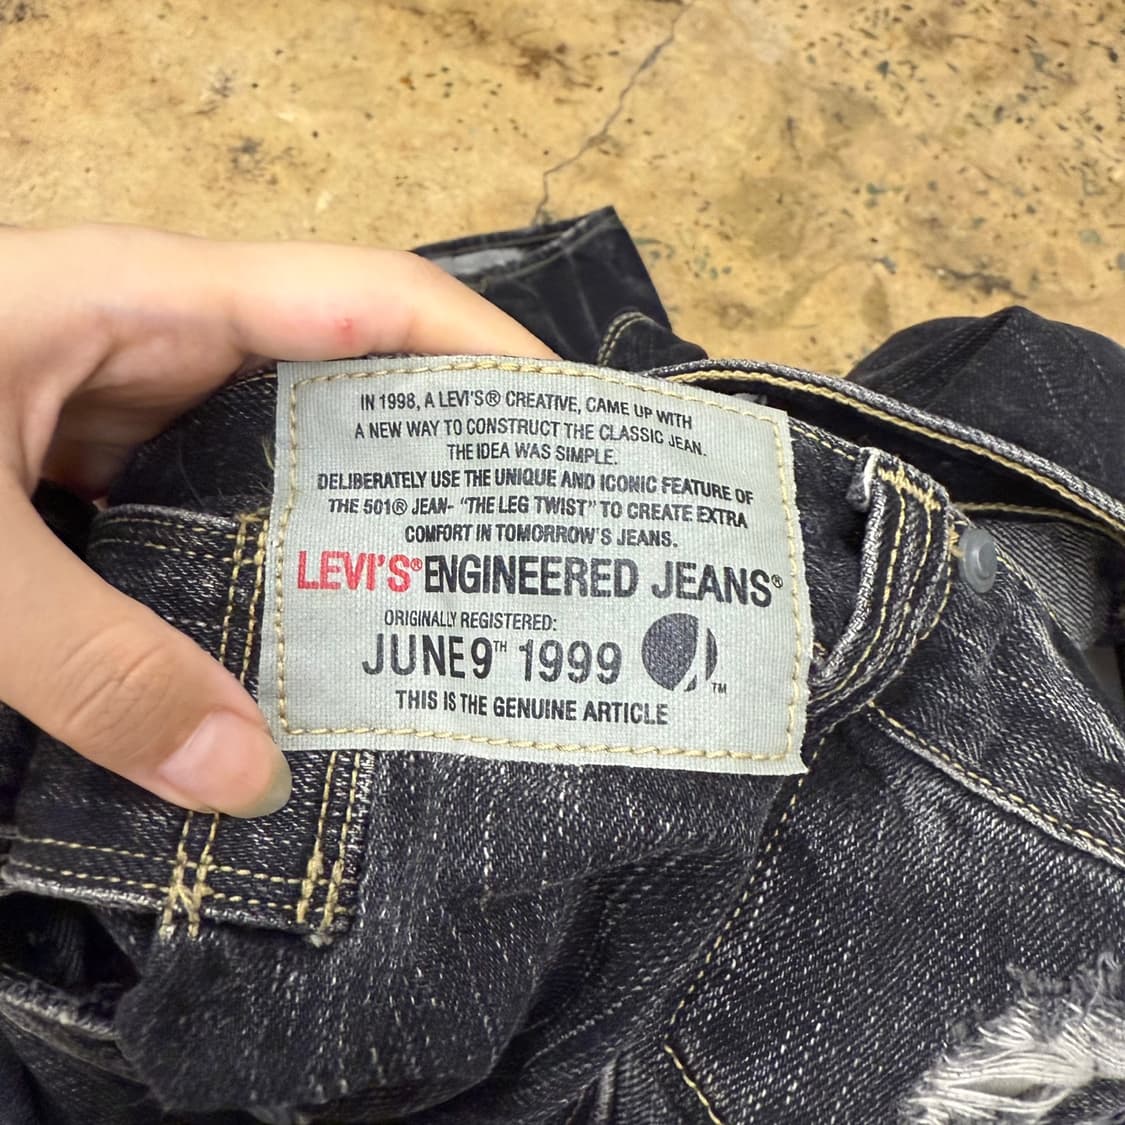 IN 1998, A LEVI'S® CREATIVE, CAME UP WITH
A NEW WAY TO CONSTRUCT THE CLASSIC JEAN.
THE IDEA WAS SIMPLE.
DELIBERATELY USE THE UNIQUE AND ICONIC FEATURE OF
THE 501® JEAN- "THE LEG TWIST" TO CREATE EXTRA
COMFORT IN TOMORROW'S JEANS.
LEVI'S® ENGINEERED JEANS®
ORIGINALLY REGISTERED:
JUNE 9TH 1999
TM
THIS IS THE GENUINE ARTICLE